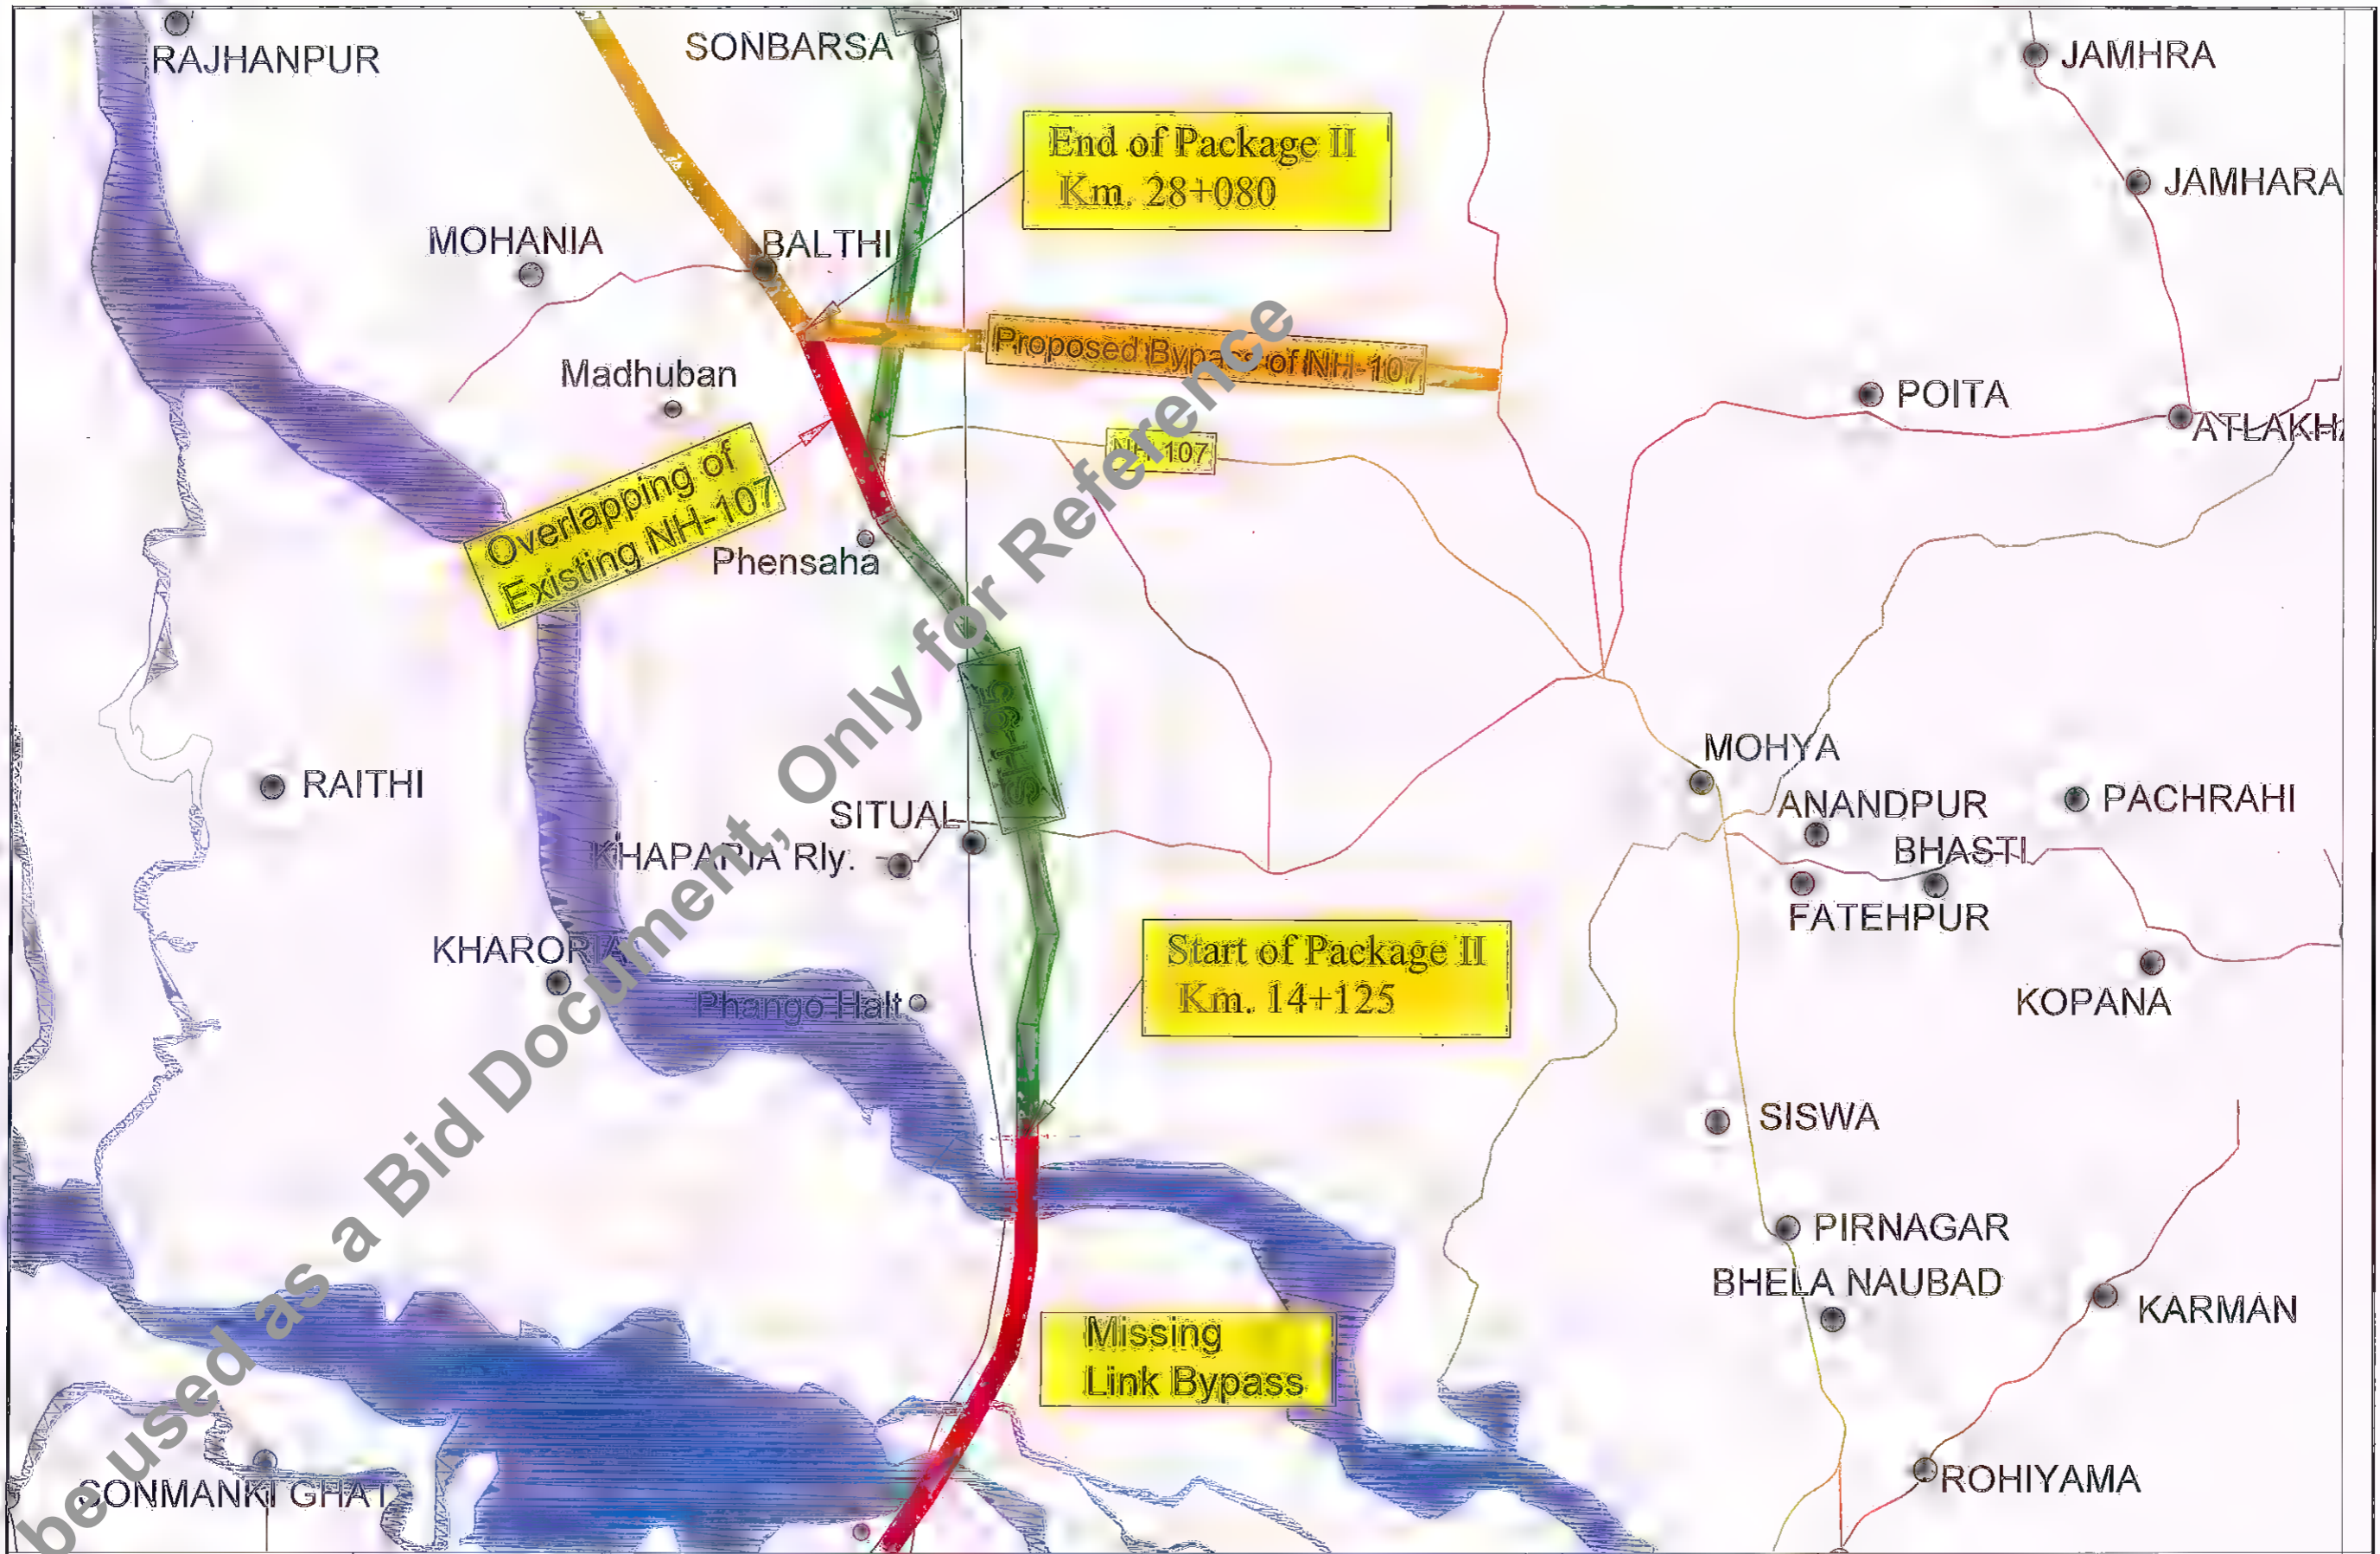 RAJHANPUR
SONBARSA
JAMHRA
End of Package II
Km. 28+080
JAMHARA
MOHANIA
BALTHI
Proposed Bypass of NH-107
Madhuban
POITA
ATLAKH
NH-107
Overlapping of
Existing NH-107
Phensaha
SH-95
MOHYA
RAITHI
SITUAL
ANANDPUR
PACHRAHI
KHAPARIA Rly.
BHASTI
FATEHPUR
KHARORIA
Start of Package II
Km. 14+125
Phango Halt
KOPANA
SISWA
PIRNAGAR
BHELA NAUBAD
KARMAN
Missing
Link Bypass
SONMANKI GHAT
ROHIYAMA
be used as a Bid Document, Only for Reference